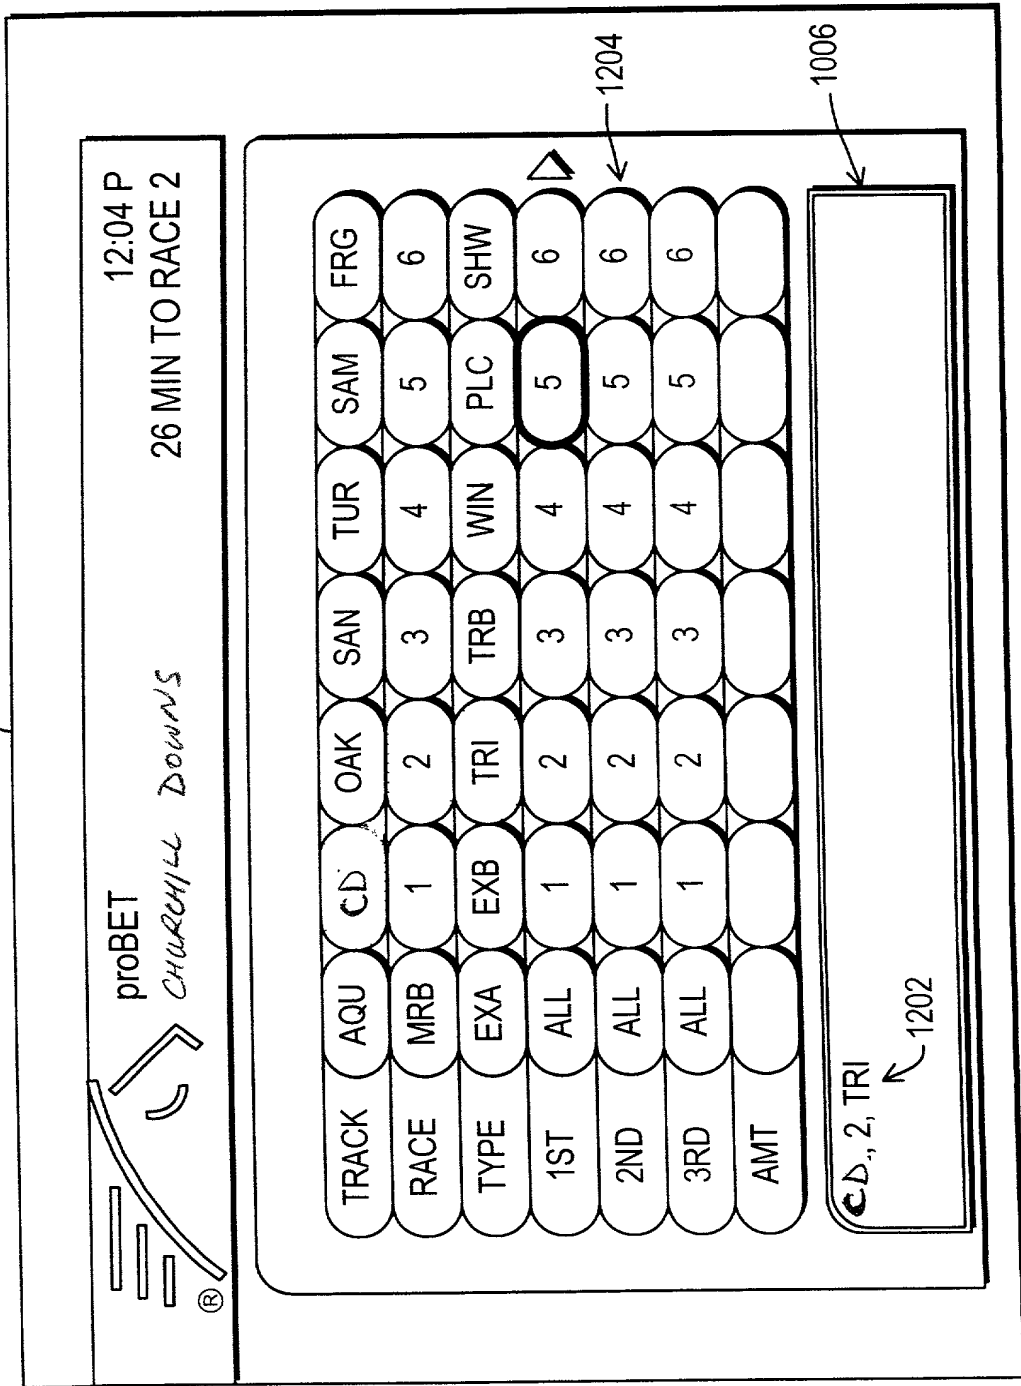 proBET 12:04 P
CHURCHILL DOWNS 26 MIN TO RACE 2
®
TRACK AQU CD OAK SAN TUR SAM FRG
RACE MRB 1 2 3 4 5 6
TYPE EXA EXB TRI TRB WIN PLC SHW
1ST ALL 1 2 3 4 5 6
2ND ALL 1 2 3 4 5 6
3RD ALL 1 2 3 4 5 6
AMT
1204
CD., 2, TRI
1202
1006